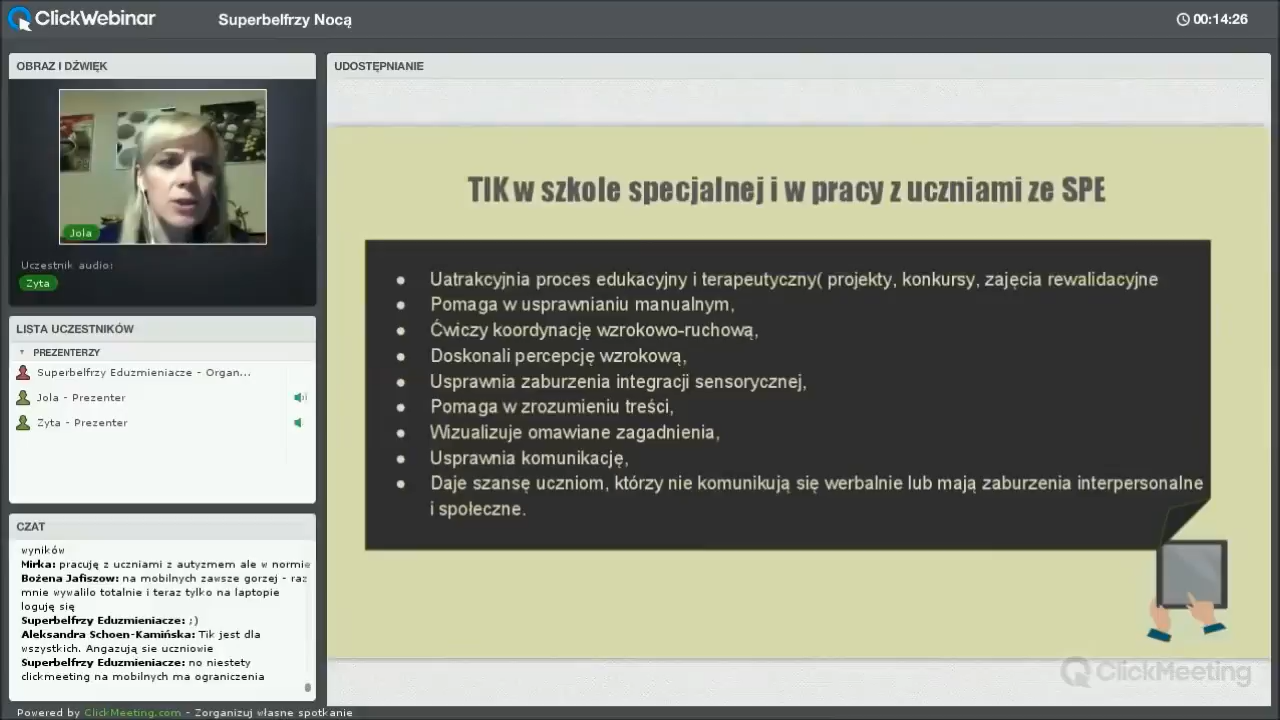 ClickWebinar
Superbelfrzy Nocą
00:14:26
OBRAZ I DŹWIĘK
Jola
Uczestnik audio:
Zyta
LISTA UCZESTNIKÓW
PREZENTERZY
Superbelfrzy Eduzmieniacze - Organ...
Jola - Prezenter
Zyta - Prezenter
CZAT
wyników
Mirka: pracuję z uczniami z autyzmem ale w normie
Bożena Jafiszow: na mobilnych zawsze gorzej - raz
mnie wywalilo totalnie i teraz tylko na laptopie
loguję się
Superbelfrzy Eduzmieniacze: ;)
Aleksandra Schoen-Kamińska: Tik jest dla
wszystkich. Angazują sie uczniowie
Superbelfrzy Eduzmieniacze: no niestety
clickmeeting na mobilnych ma ograniczenia
Powered by ClickMeeting.com - Zorganizuj własne spotkanie
UDOSTĘPNIANIE
TIK w szkole specjalnej i w pracy z uczniami ze SPE
● Uatrakcyjnia proces edukacyjny i terapeutyczny( projekty, konkursy, zajęcia rewalidacyjne
● Pomaga w usprawnianiu manualnym,
● Ćwiczy koordynację wzrokowo-ruchową,
● Doskonali percepcję wzrokową,
● Usprawnia zaburzenia integracji sensorycznej,
● Pomaga w zrozumieniu treści,
● Wizualizuje omawiane zagadnienia,
● Usprawnia komunikację,
● Daje szansę uczniom, którzy nie komunikują się werbalnie lub mają zaburzenia interpersonalne
i społeczne.
ClickMeeting